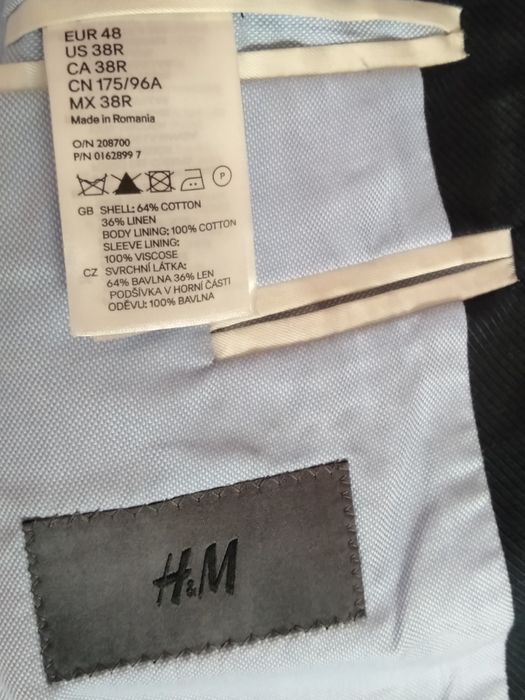 EUR 48
US 38R
CA 38R
CN 175/96A
MX 38R
Made in Romania
O/N 208700
P/N 0162899 7
P
GB SHELL: 64% COTTON
36% LINEN
BODY LINING: 100% COTTON
SLEEVE LINING:
100% VISCOSE
CZ SVRCHNÍ LÁTKA:
64% BAVLNA 36% LEN
PODŠÍVKA V HORNÍ ČÁSTI
ODĚVU: 100% BAVLNA
H&M